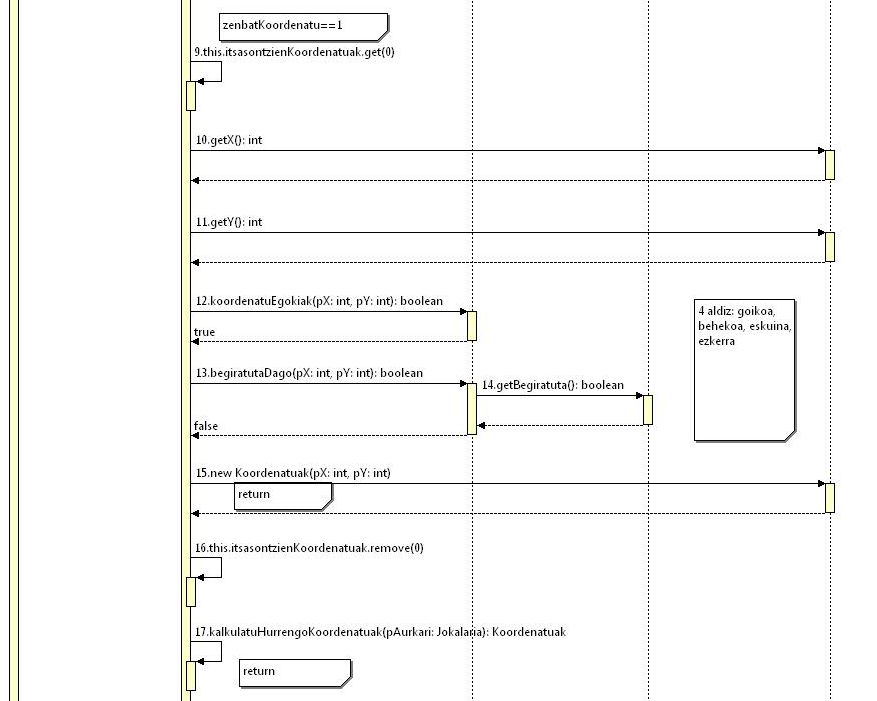 zenbatKoordenatu==1
9.this.itsasontzienKoordenatuak.get(0)
10.getX(): int
11.getY(): int
12.koordenatuEgokiak(pX: int, pY: int): boolean
4 aldiz: goikoa,
behekoa, eskuina,
ezkerra
true
13.begiratutaDago(pX: int, pY: int): boolean
14.getBegiratuta(): boolean
false
15.new Koordenatuak(pX: int, pY: int)
return
16.this.itsasontzienKoordenatuak.remove(0)
17.kalkulatuHurrengoKoordenatuak(pAurkari: Jokalaria): Koordenatuak
return